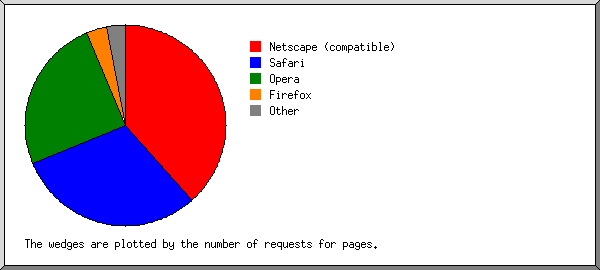 Netscape (compatible)
Safari
Opera
Firefox
Other
The wedges are plotted by the number of requests for pages.